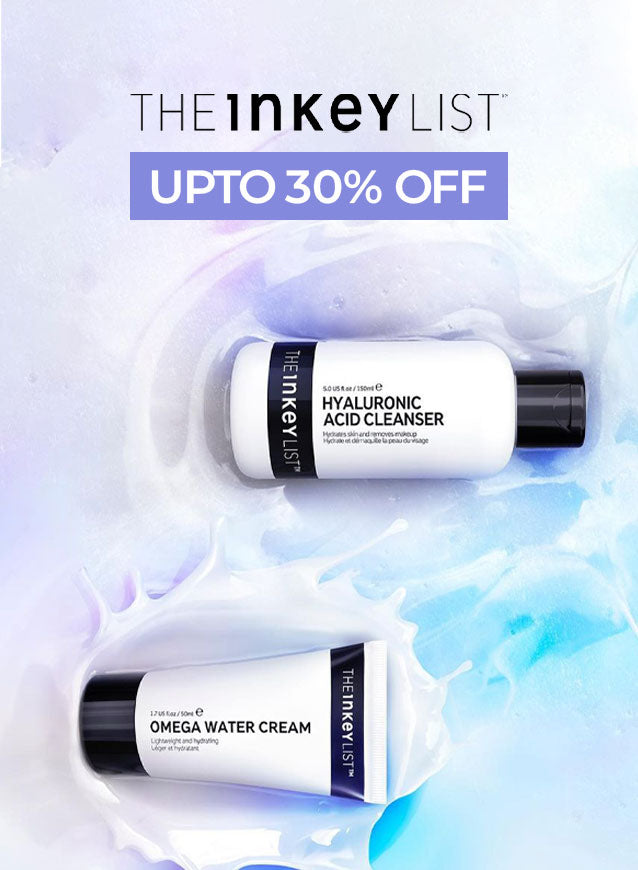 THE INKEY LIST™
UPTO 30% OFF
THE INKEY LIST™
5.0 US fl oz / 150ml e
HYALURONIC
ACID CLEANSER
Hydrates skin and removes makeup
Hydrate et démaquille la peau du visage
1.7 US fl.oz / 50ml e
OMEGA WATER CREAM
Lightweight and hydrating
Léger et hydratant
THE INKEY LIST™